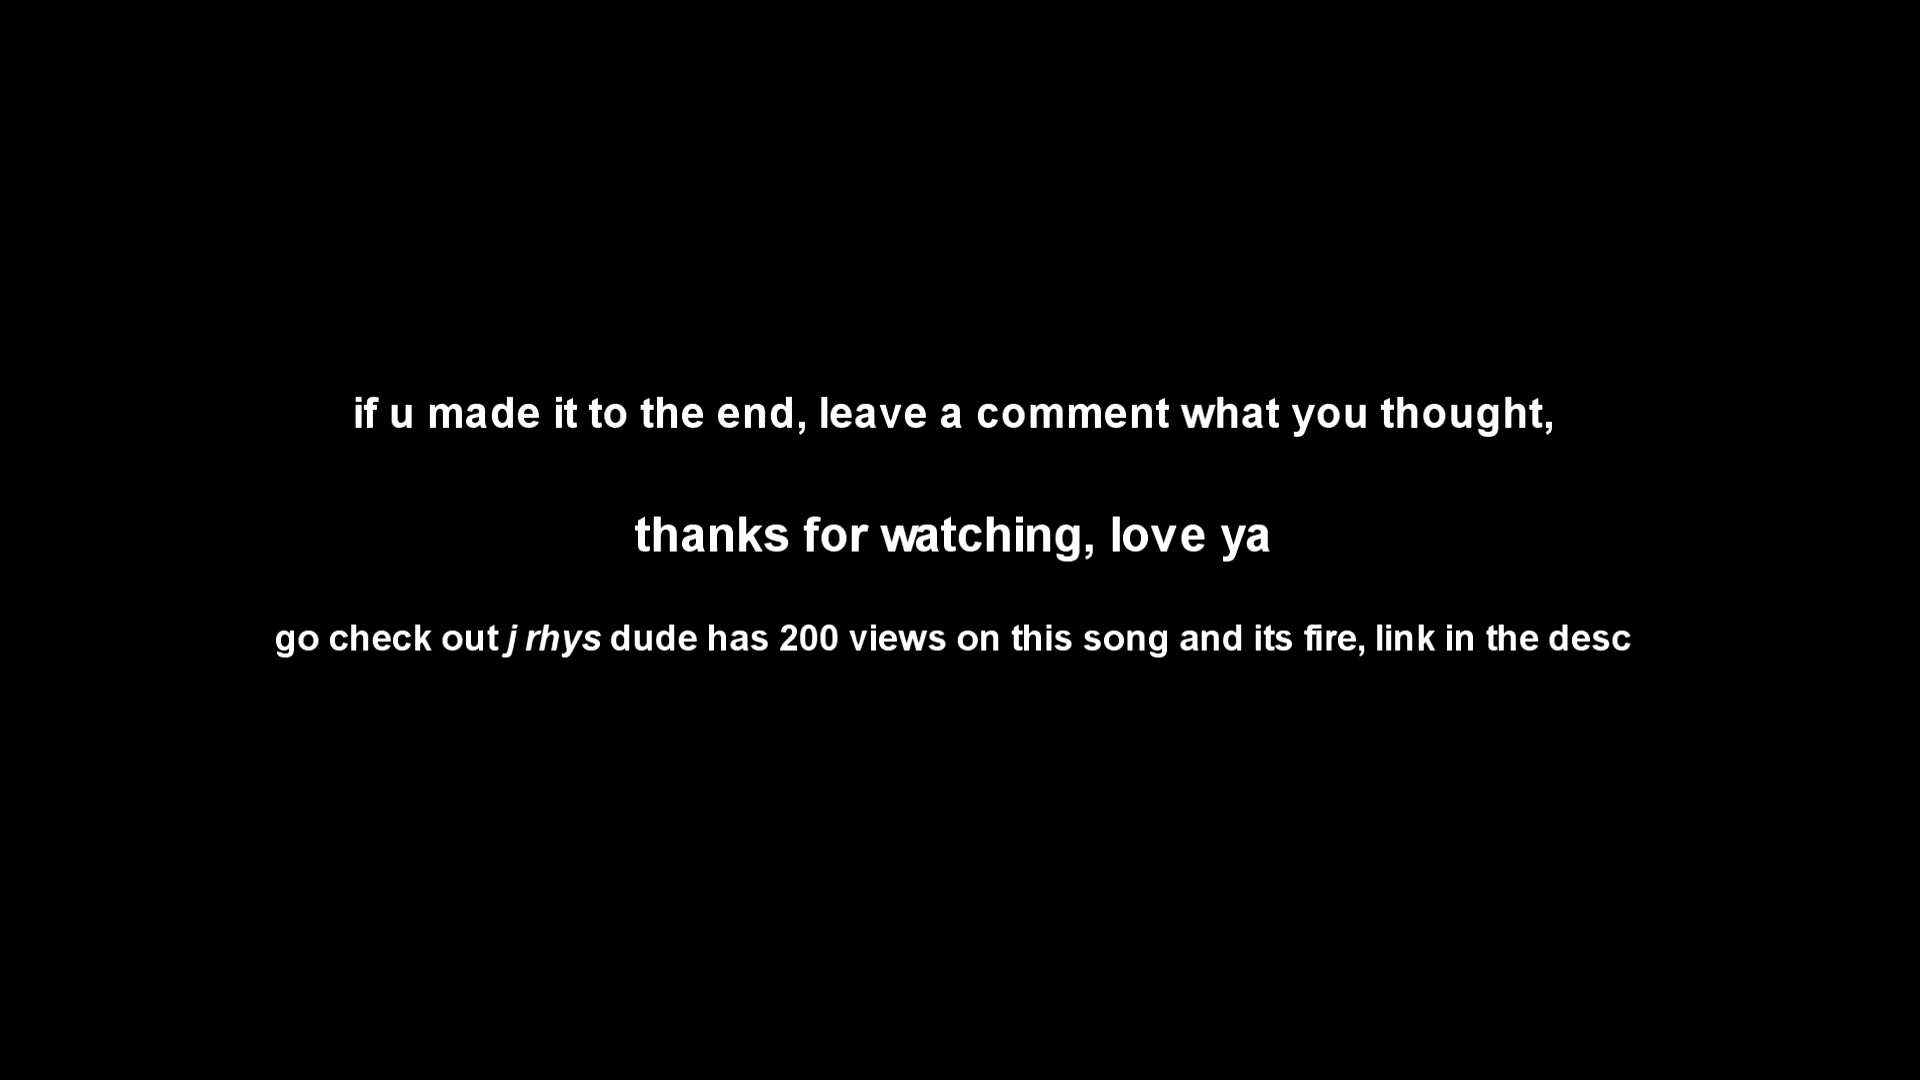 if u made it to the end, leave a comment what you thought,
thanks for watching, love ya
go check out j rhys dude has 200 views on this song and its fire, link in the desc